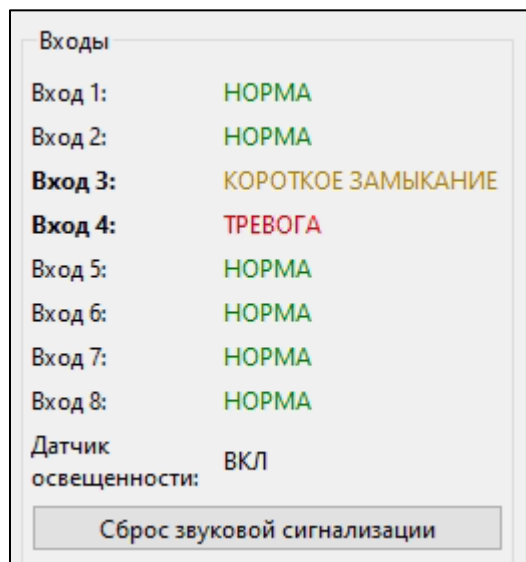 Входы
Вход 1: НОРМА
Вход 2: НОРМА
Вход 3: КОРОТКОЕ ЗАМЫКАНИЕ
Вход 4: ТРЕВОГА
Вход 5: НОРМА
Вход 6: НОРМА
Вход 7: НОРМА
Вход 8: НОРМА
Датчик
освещенности: ВКЛ
Сброс звуковой сигнализации